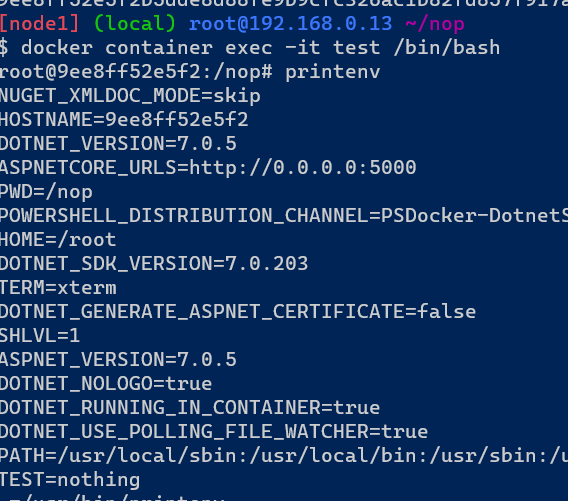 [node1] (local) root@192.168.0.13 ~/nop
$ docker container exec -it test /bin/bash
root@9ee8ff52e5f2:/nop# printenv
NUGET_XMLDOC_MODE=skip
HOSTNAME=9ee8ff52e5f2
DOTNET_VERSION=7.0.5
ASPNETCORE_URLS=http://0.0.0.0:5000
PWD=/nop
POWERSHELL_DISTRIBUTION_CHANNEL=PSDocker-DotnetS
HOME=/root
DOTNET_SDK_VERSION=7.0.203
TERM=xterm
DOTNET_GENERATE_ASPNET_CERTIFICATE=false
SHLVL=1
ASPNET_VERSION=7.0.5
DOTNET_NOLOGO=true
DOTNET_RUNNING_IN_CONTAINER=true
DOTNET_USE_POLLING_FILE_WATCHER=true
PATH=/usr/local/sbin:/usr/local/bin:/usr/sbin:/u
TEST=nothing
_=/usr/bin/printenv